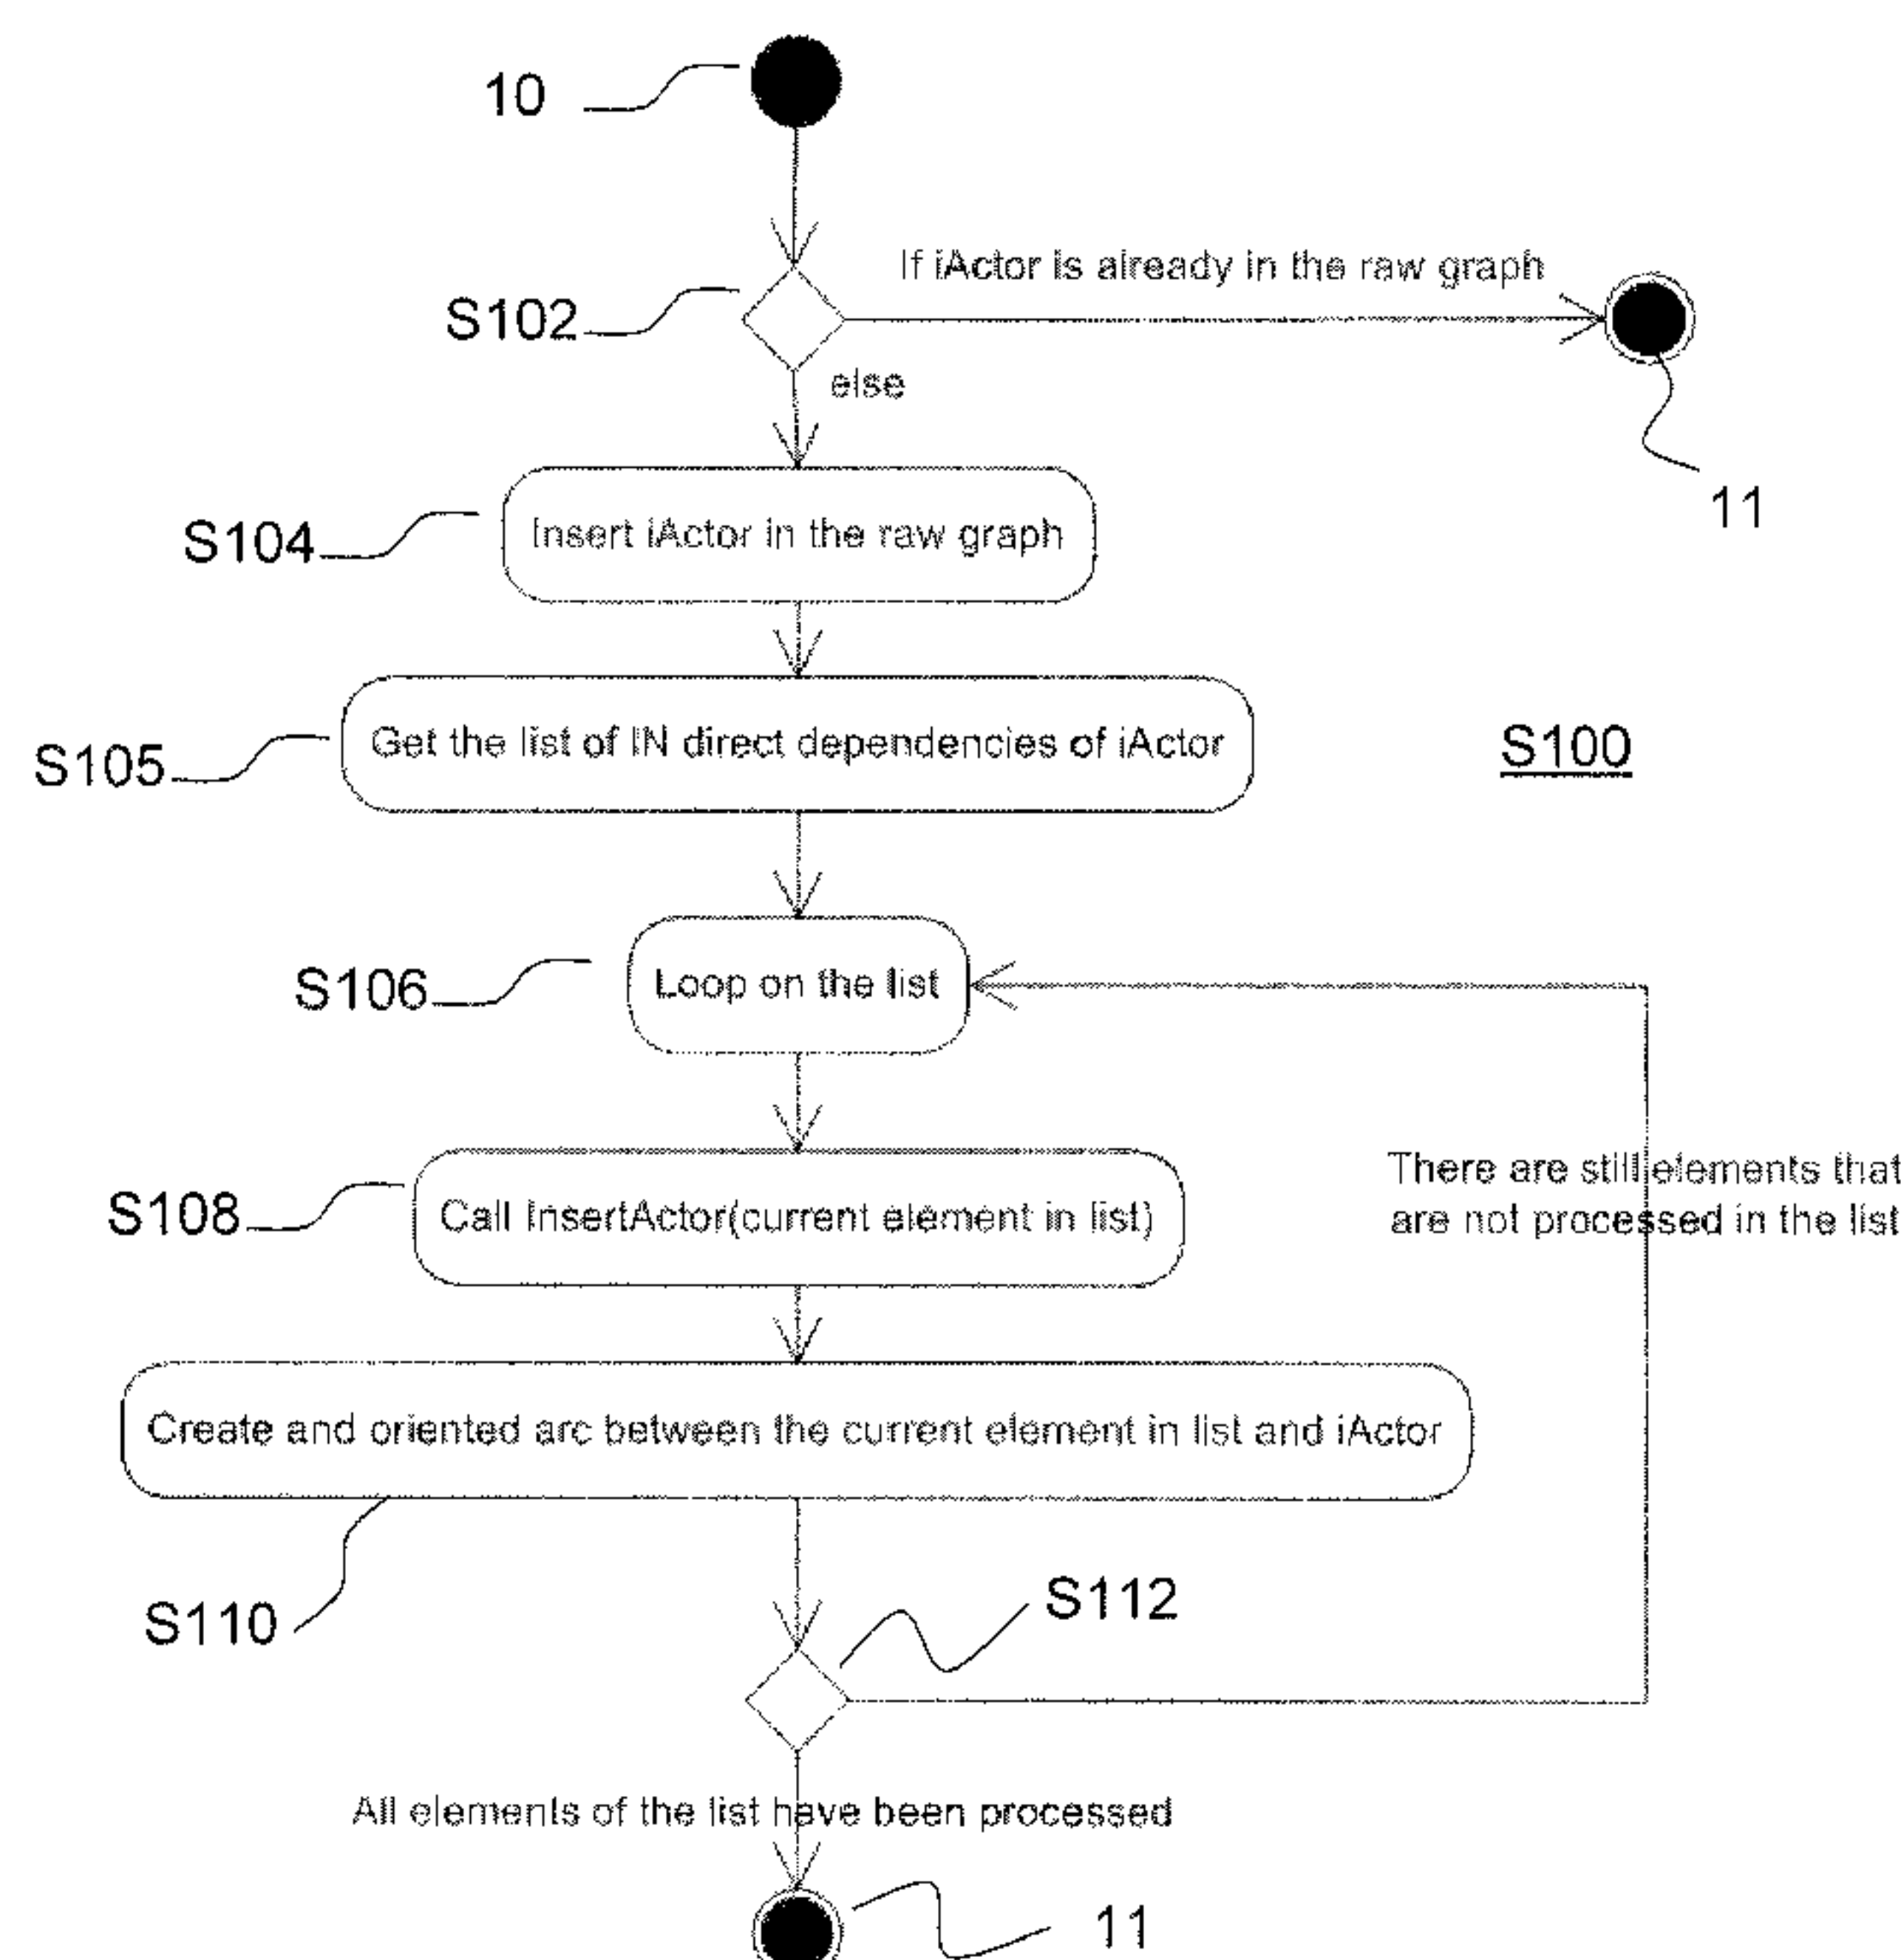 10
If iActor is already in the raw graph
S102
else
11
S104
Insert iActor in the raw graph
S105
Get the list of IN direct dependencies of iActor
S100
S106
Loop on the list
There are still elements that
are not processed in the list
S108
Call InsertActor(current element in list)
Create and oriented arc between the current element in list and iActor
S110
S112
All elements of the list have been processed
11